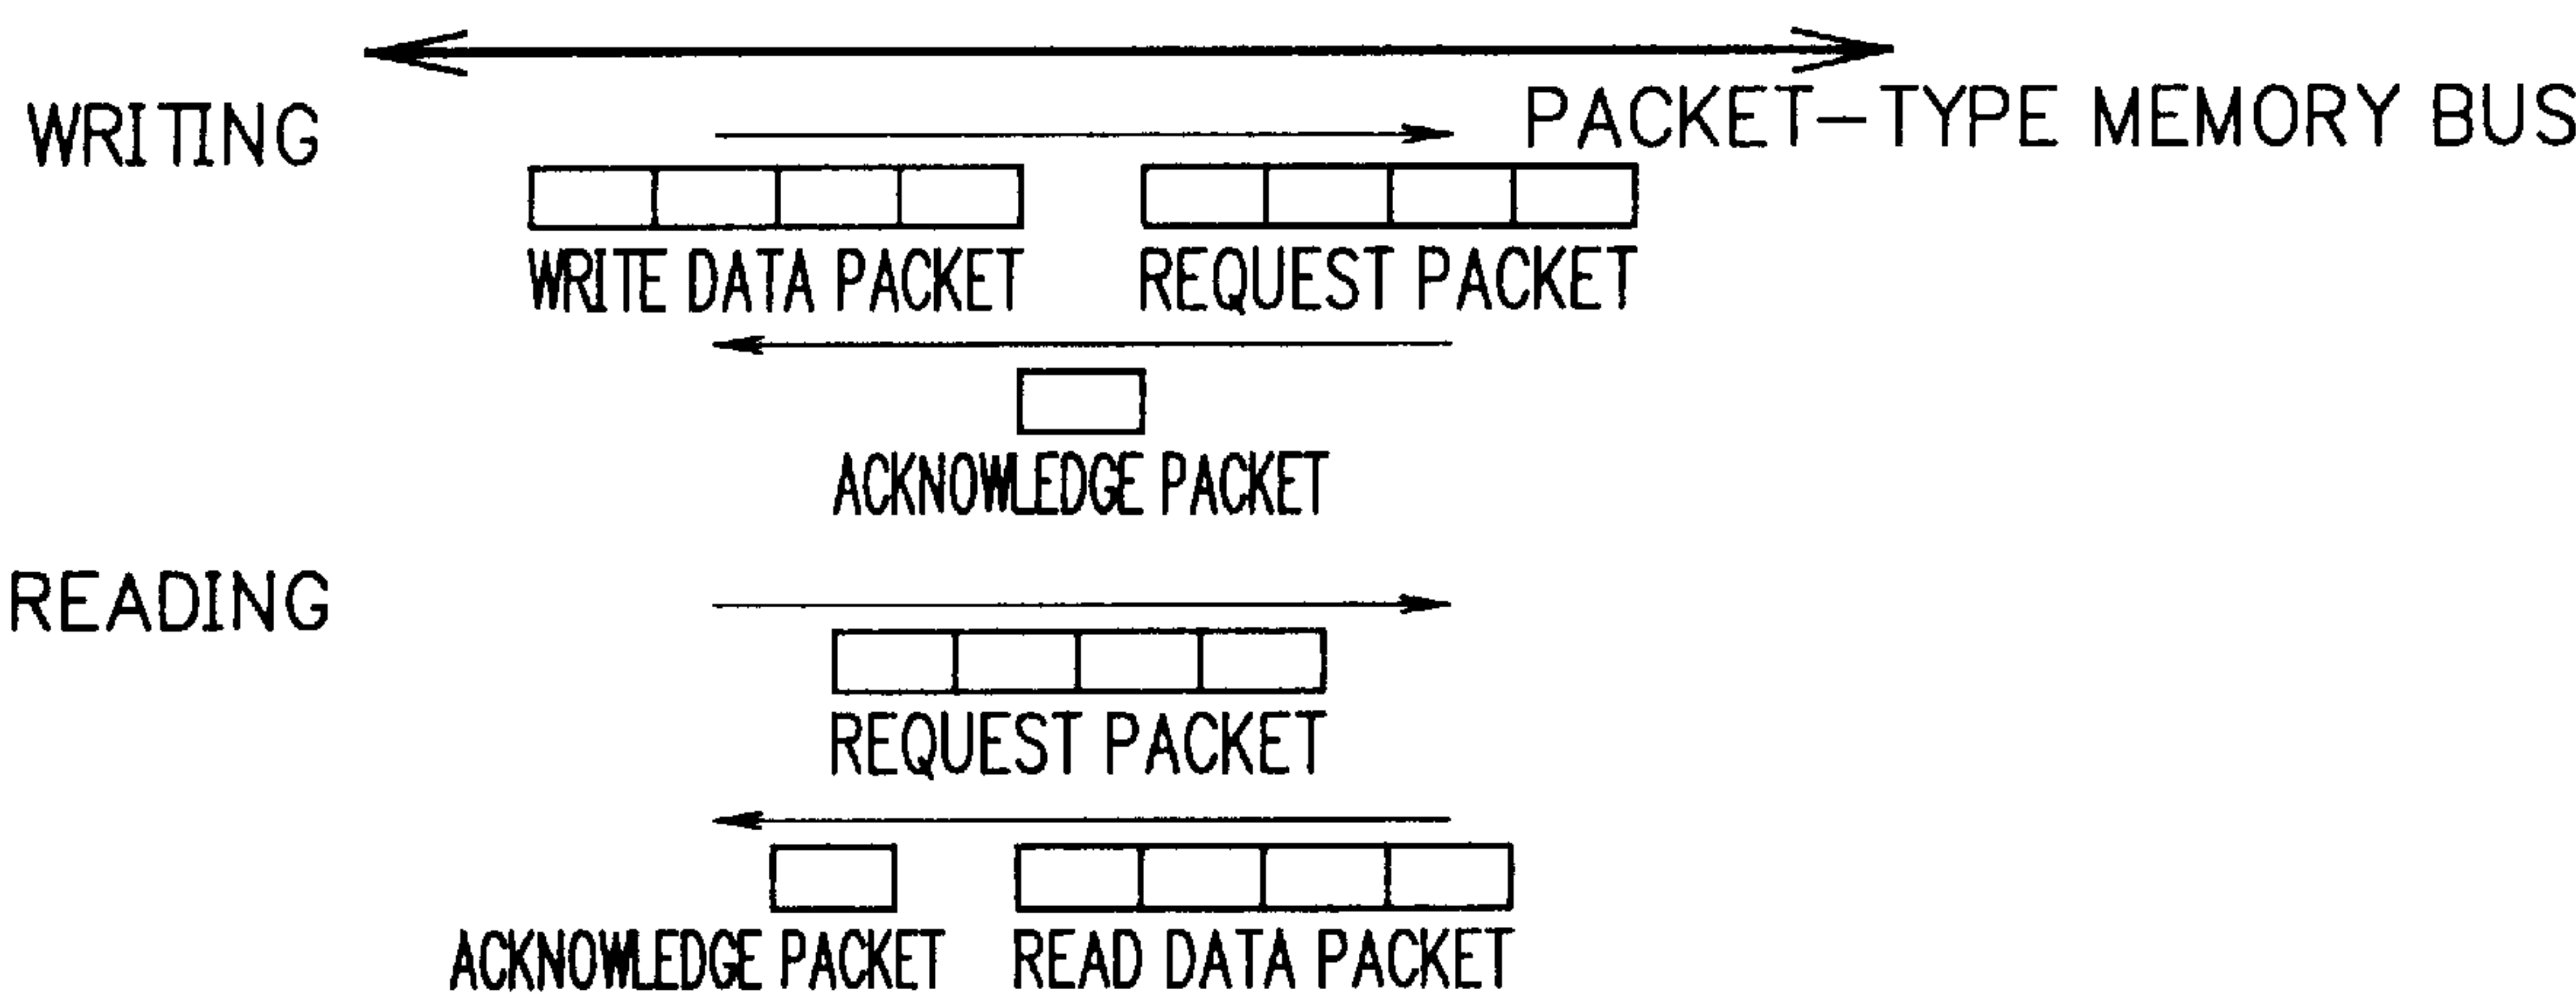 WRITING
PACKET-TYPE MEMORY BUS
WRITE DATA PACKET
REQUEST PACKET
ACKNOWLEDGE PACKET
READING
REQUEST PACKET
ACKNOWLEDGE PACKET
READ DATA PACKET